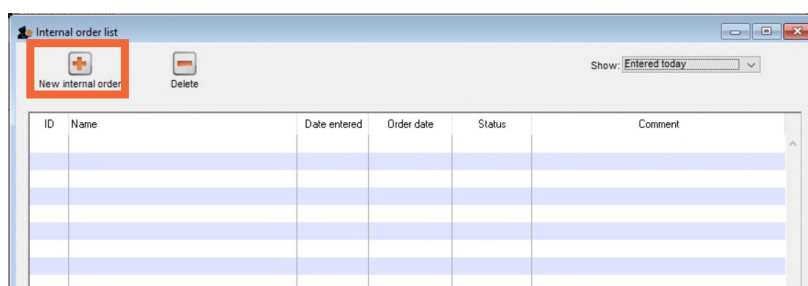 Internal order list
New internal order
Delete
Show: Entered today
ID Name Date entered Order date Status Comment